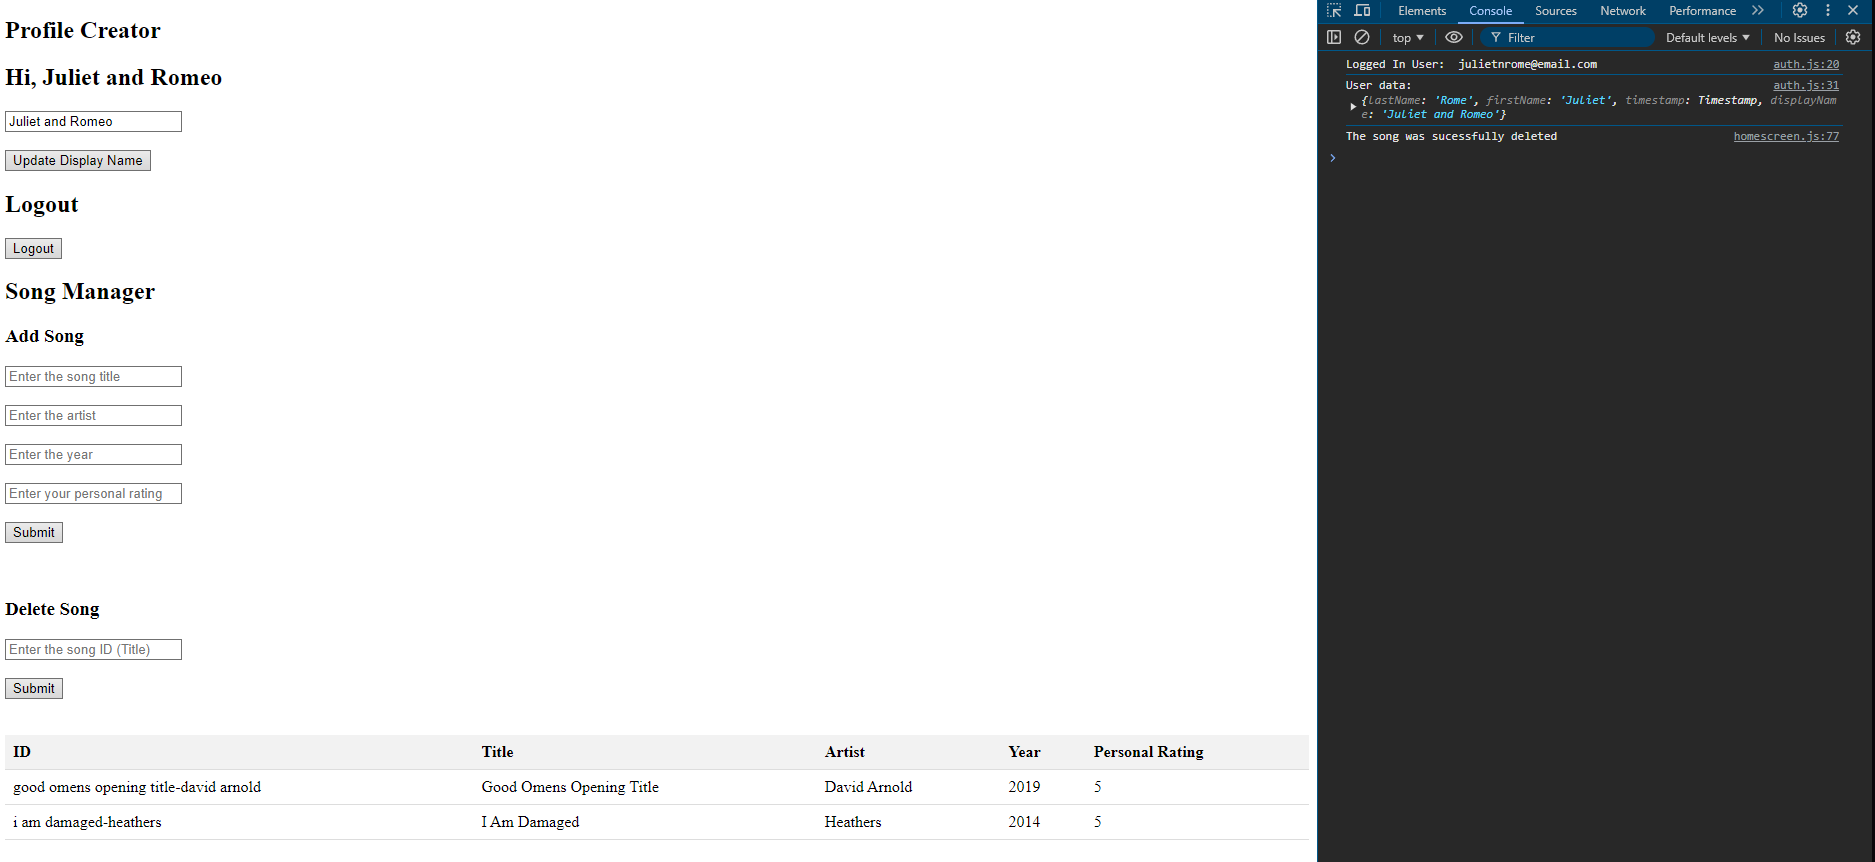 Profile Creator
Hi, Juliet and Romeo
Juliet and Romeo
Update Display Name
Logout
Logout
Song Manager
Add Song
Enter the song title
Enter the artist
Enter the year
Enter your personal rating
Submit
Delete Song
Enter the song ID (Title)
Submit
ID Title Artist Year Personal Rating
good omens opening title-david arnold Good Omens Opening Title David Arnold 2019 5
i am damaged-heathers I Am Damaged Heathers 2014 5
Elements Console Sources Network Performance
top Filter Default levels No Issues
Logged In User: julietnrome@email.com auth.js:20
User data: auth.js:31
{lastName: 'Rome', firstName: 'Juliet', timestamp: Timestamp, displayNam
e: 'Juliet and Romeo'}
The song was sucessfully deleted homescreen.js:77